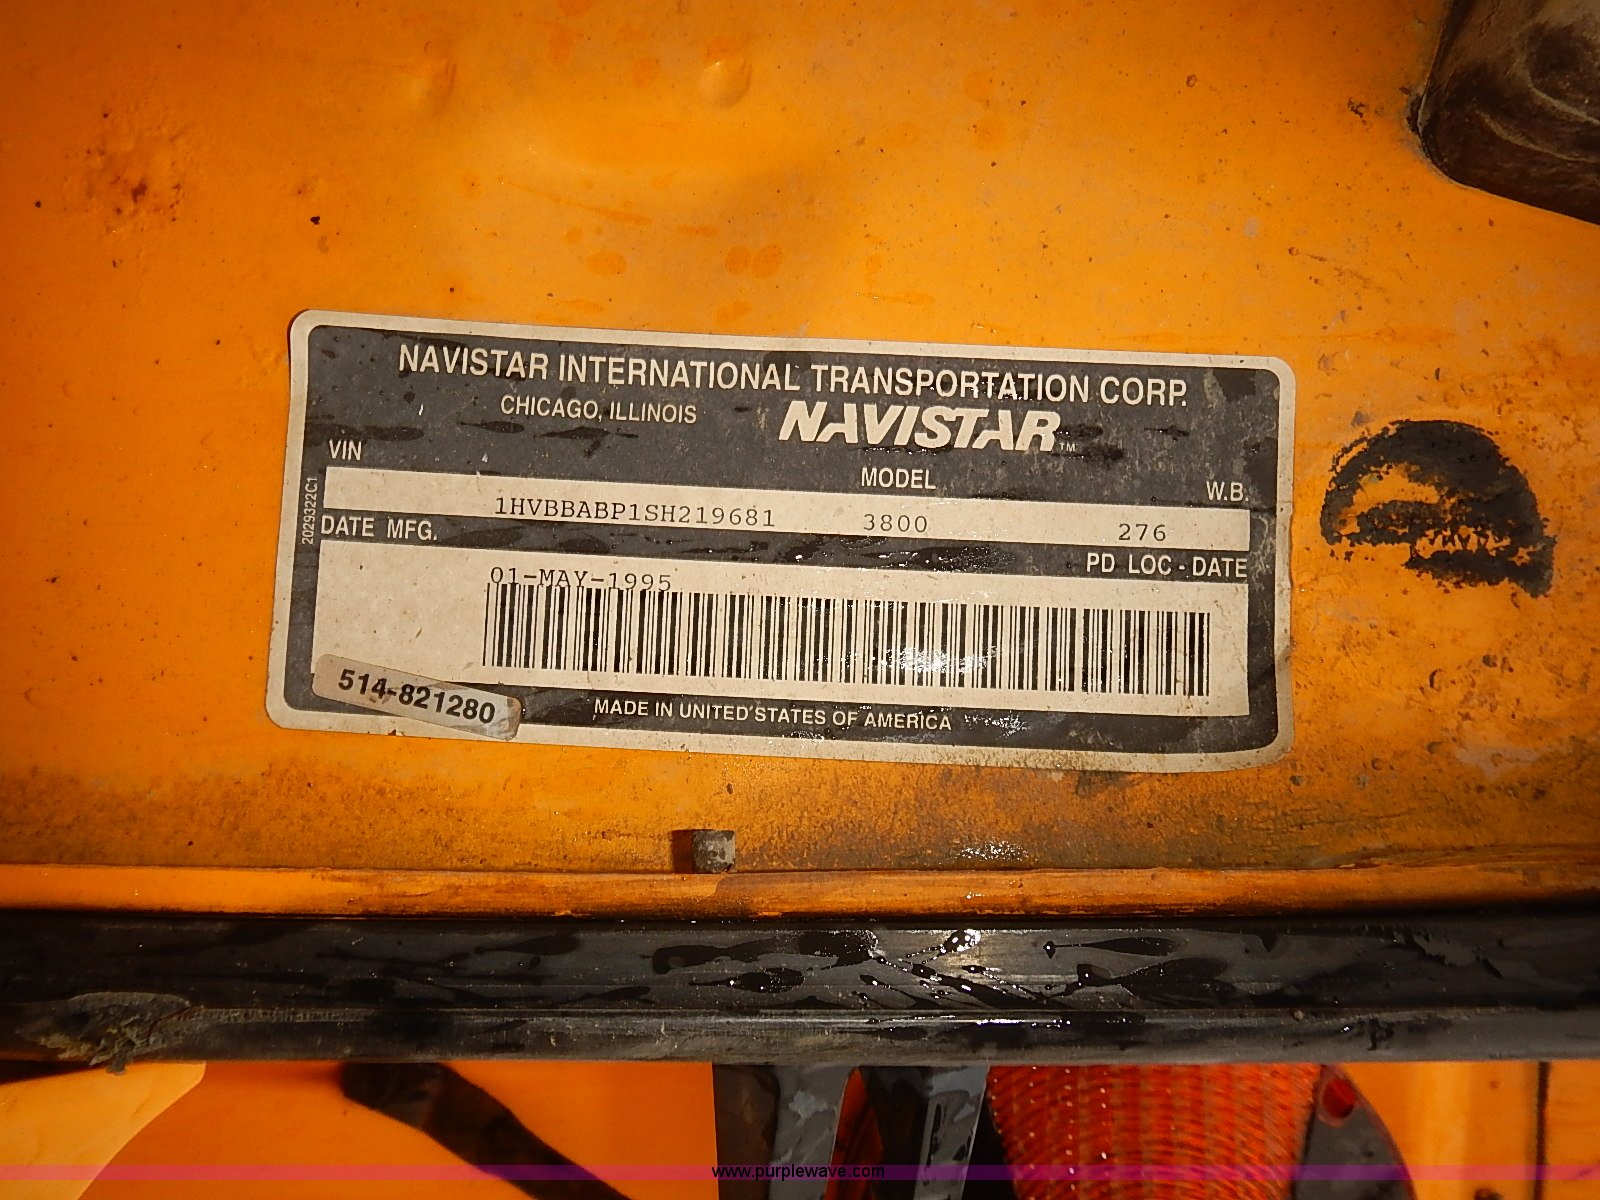 NAVISTAR INTERNATIONAL TRANSPORTATION CORP.
CHICAGO, ILLINOIS
NAVISTAR TM
VIN
MODEL
W.B.
1HVBBABP1SH219681 3800 276
2029322C1
DATE MFG.
PD LOC - DATE
01-MAY-1995
514-821280
MADE IN UNITED STATES OF AMERICA
www.purplewave.com